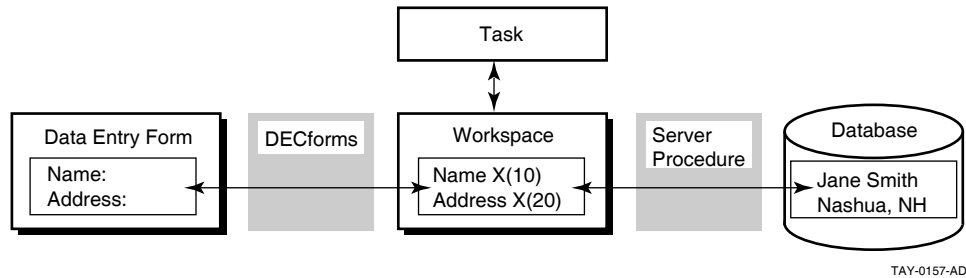 Task
Data Entry Form
Name:
Address:
DECforms
Workspace
Name X(10)
Address X(20)
Server
Procedure
Database
Jane Smith
Nashua, NH
TAY-0157-AD